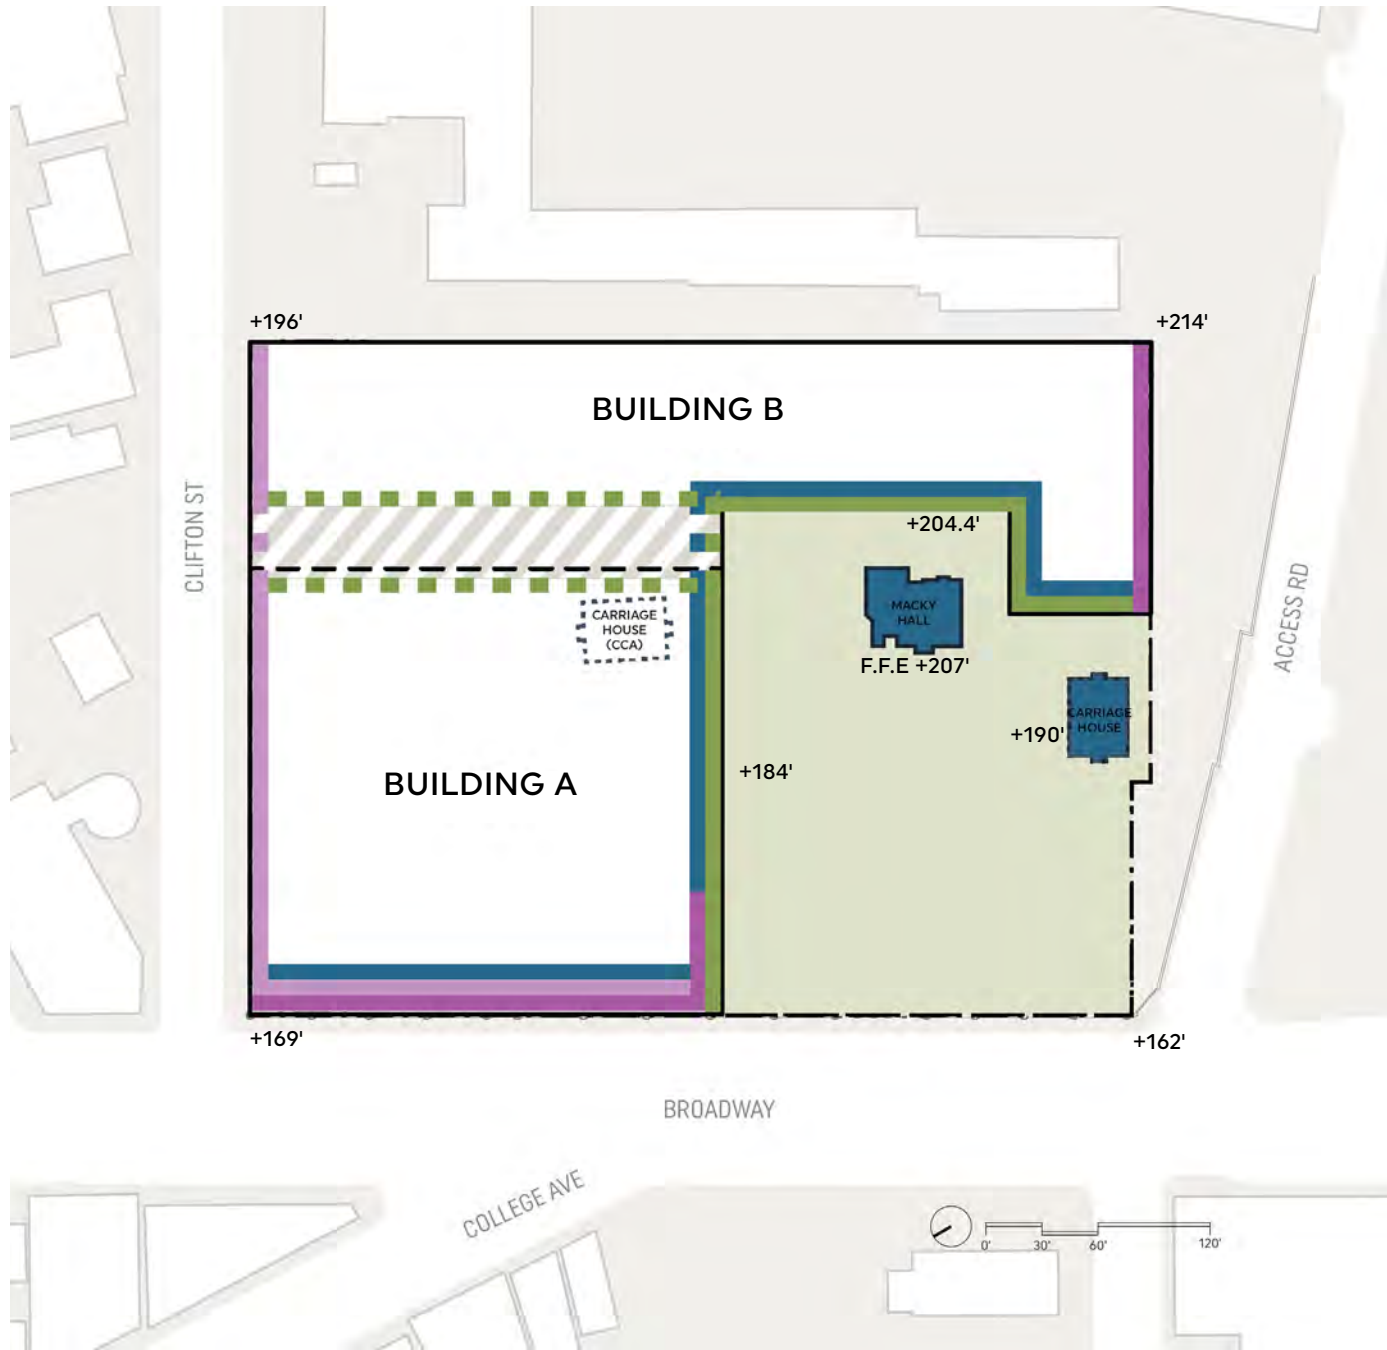 +196'
+214'
BUILDING B
CLIFTON ST
+204.4'
MACKY
HALL
CARRIAGE
HOUSE
(CCA)
F.F.E +207'
ACCESS RD
CARRIAGE
HOUSE
+190'
+184'
BUILDING A
+169'
+162'
BROADWAY
COLLEGE AVE
0'
30'
60'
120'